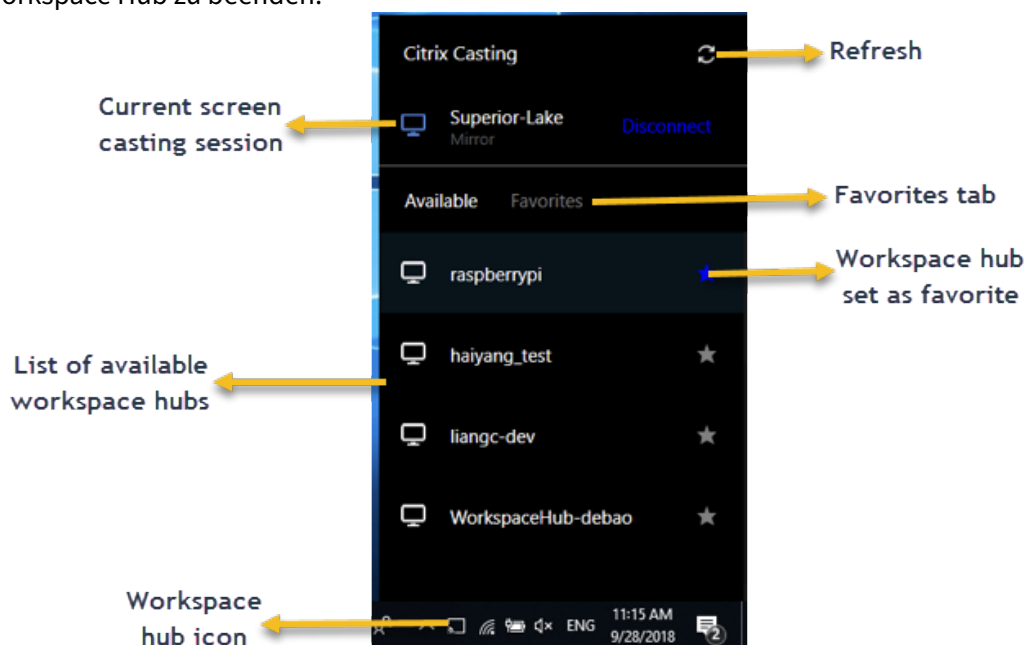 orkspace Hub zu beenden.
Citrix Casting
Refresh
Current screen
casting session
Superior-Lake
Mirror
Disconnect
Available
Favorites
Favorites tab
raspberrypi
Workspace hub
set as favorite
haiyang_test
List of available
workspace hubs
liangc-dev
WorkspaceHub-debao
Workspace
hub icon
ENG
11:15 AM
9/28/2018
2